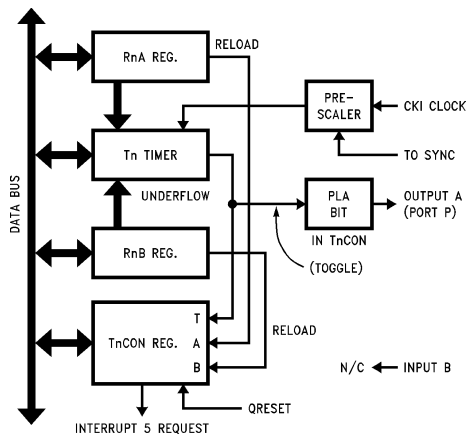 RnA REG.
RELOAD
PRE-
SCALER
CKI CLOCK
Tn TIMER
TO SYNC
UNDERFLOW
PLA
BIT
OUTPUT A
(PORT P)
DATA BUS
IN TnCON
RnB REG.
(TOGGLE)
T
TnCON REG.
A
RELOAD
B
N/C
INPUT B
QRESET
INTERRUPT 5 REQUEST